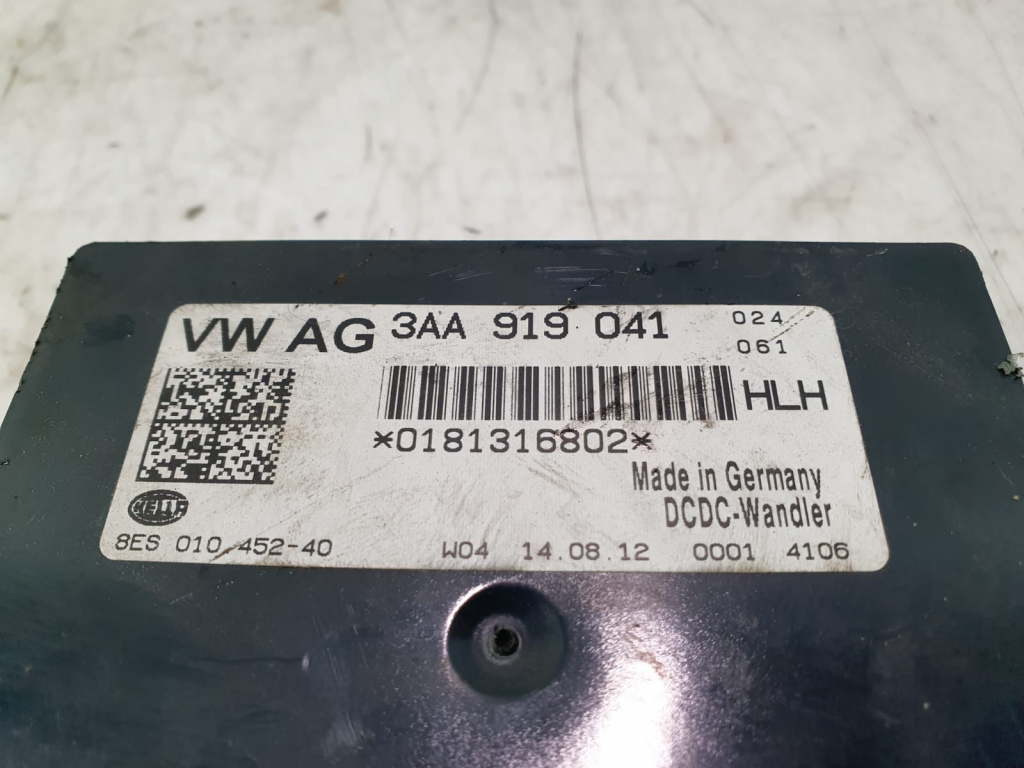 VW AG 3AA 919 041 024
061
HLH
*0181316802*
Made in Germany
DCDC-Wandler
HELLA
8ES 010 452-40 W04 14.08.12 0001 4106